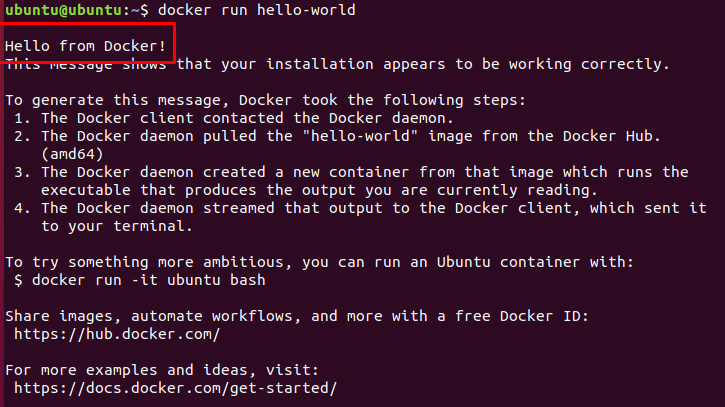 ubuntu@ubuntu:~$ docker run hello-world
Hello from Docker!
This message shows that your installation appears to be working correctly.
To generate this message, Docker took the following steps:
1. The Docker client contacted the Docker daemon.
2. The Docker daemon pulled the "hello-world" image from the Docker Hub.
(amd64)
3. The Docker daemon created a new container from that image which runs the
executable that produces the output you are currently reading.
4. The Docker daemon streamed that output to the Docker client, which sent it
to your terminal.
To try something more ambitious, you can run an Ubuntu container with:
$ docker run -it ubuntu bash
Share images, automate workflows, and more with a free Docker ID:
https://hub.docker.com/
For more examples and ideas, visit:
https://docs.docker.com/get-started/